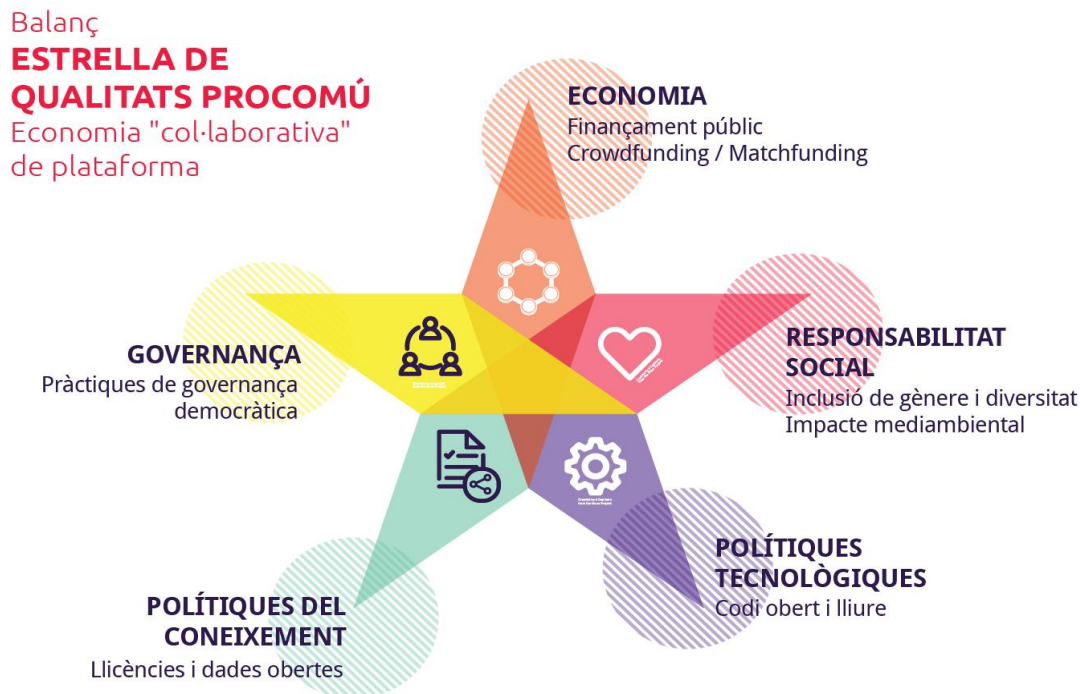 Balanç
ESTRELLA DE
QUALITATS PROCOMÚ
Economia "col·laborativa"
de plataforma
ECONOMIA
Finançament públic
Crowdfunding / Matchfunding
GOVERNANÇA
Pràctiques de governança
democràtica
RESPONSABILITAT
SOCIAL
Inclusió de gènere i diversitat
Impacte mediambiental
POLÍTIQUES
TECNOLÒGIQUES
Codi obert i lliure
POLÍTIQUES DEL
CONEIXEMENT
Llicències i dades obertes